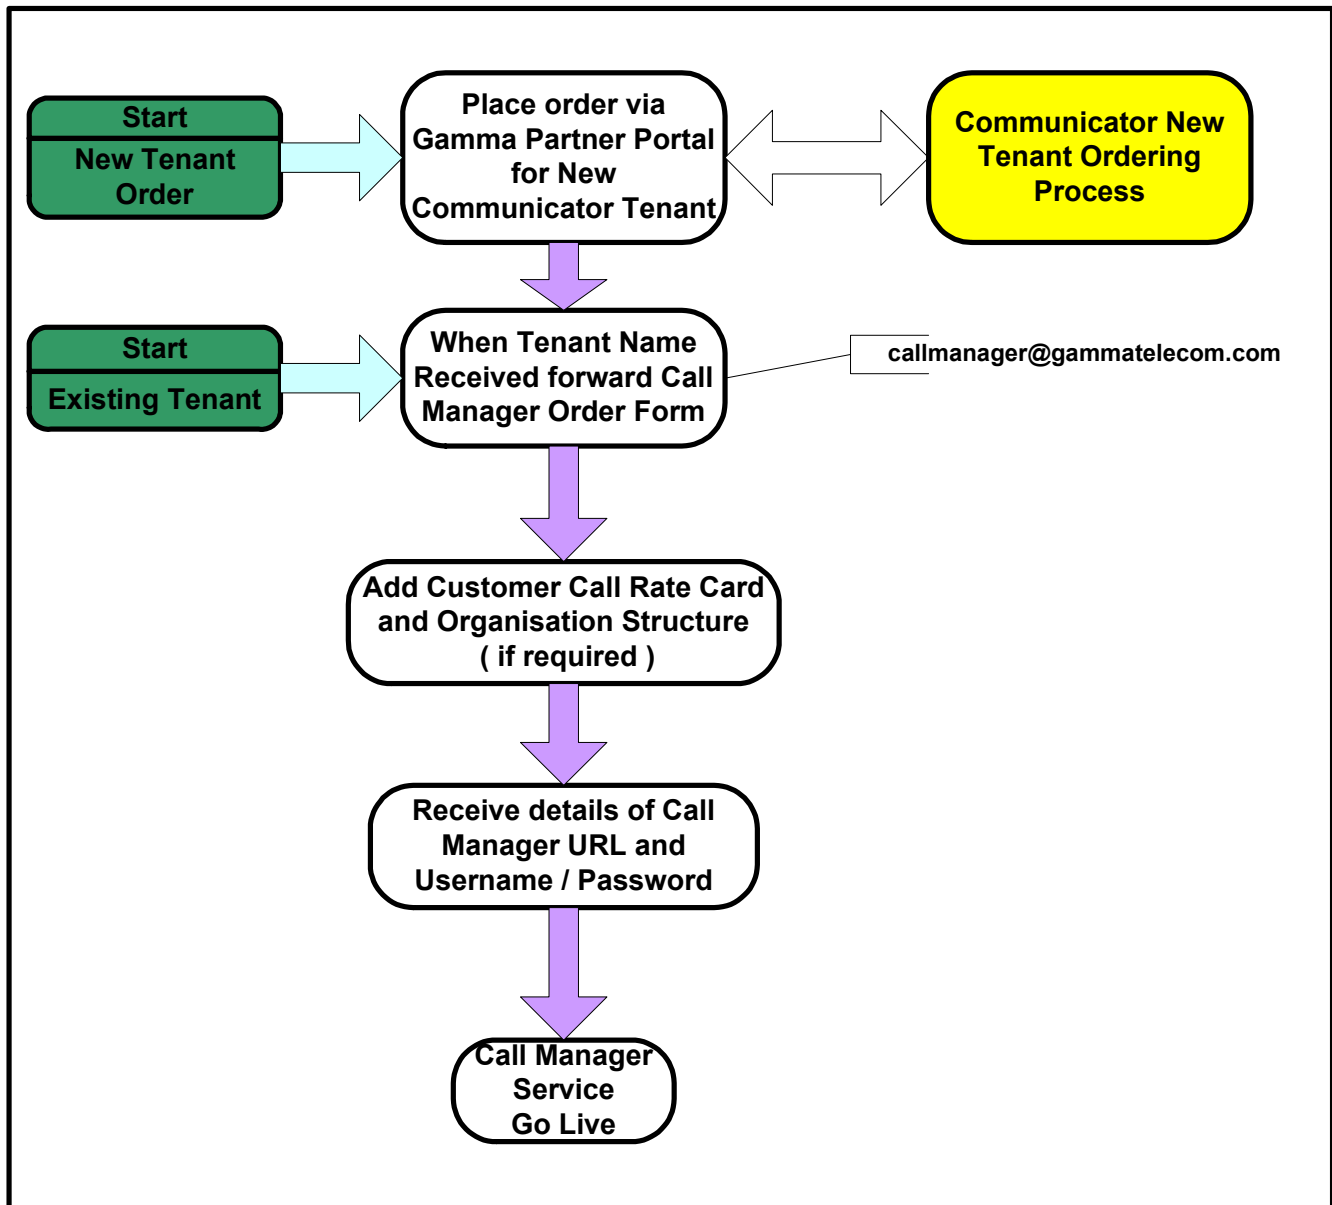 Start
New Tenant
Order
Place order via
Gamma Partner Portal
for New
Communicator Tenant
Communicator New
Tenant Ordering
Process
Start
Existing Tenant
When Tenant Name
Received forward Call
Manager Order Form
callmanager@gammatelecom.com
Add Customer Call Rate Card
and Organisation Structure
( if required )
Receive details of Call
Manager URL and
Username / Password
Call Manager
Service
Go Live